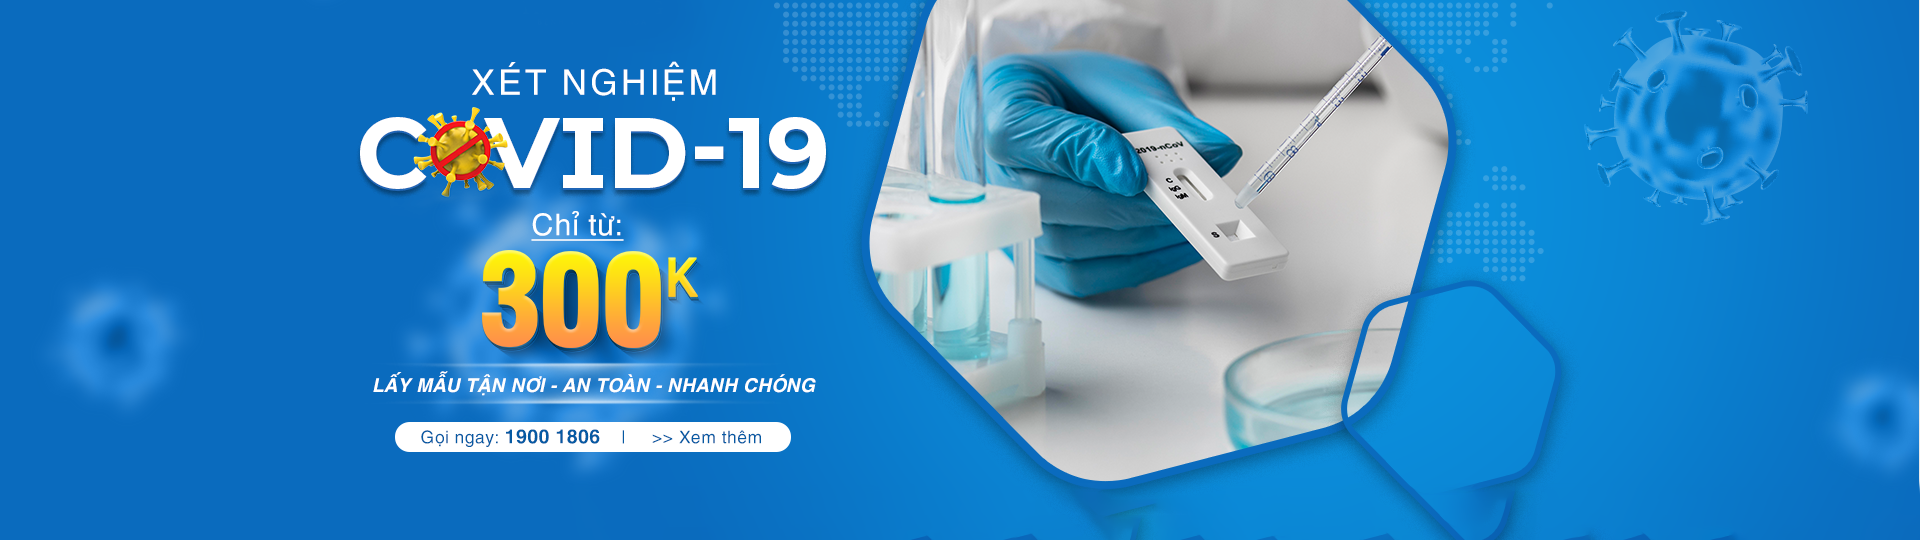 XÉT NGHIỆM
COVID-19
Chỉ từ:
300K
LẤY MẪU TẬN NƠI - AN TOÀN - NHANH CHÓNG
Gọi ngay: 1900 1806 | >> Xem thêm
2019-nCoV
C
IgG
IgM
S